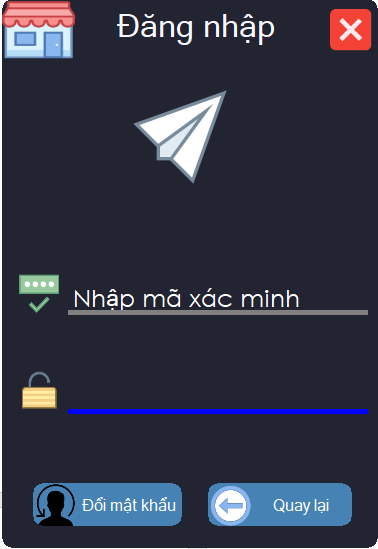 Đăng nhập
Nhập mã xác minh
Đổi mật khẩu
Quay lại